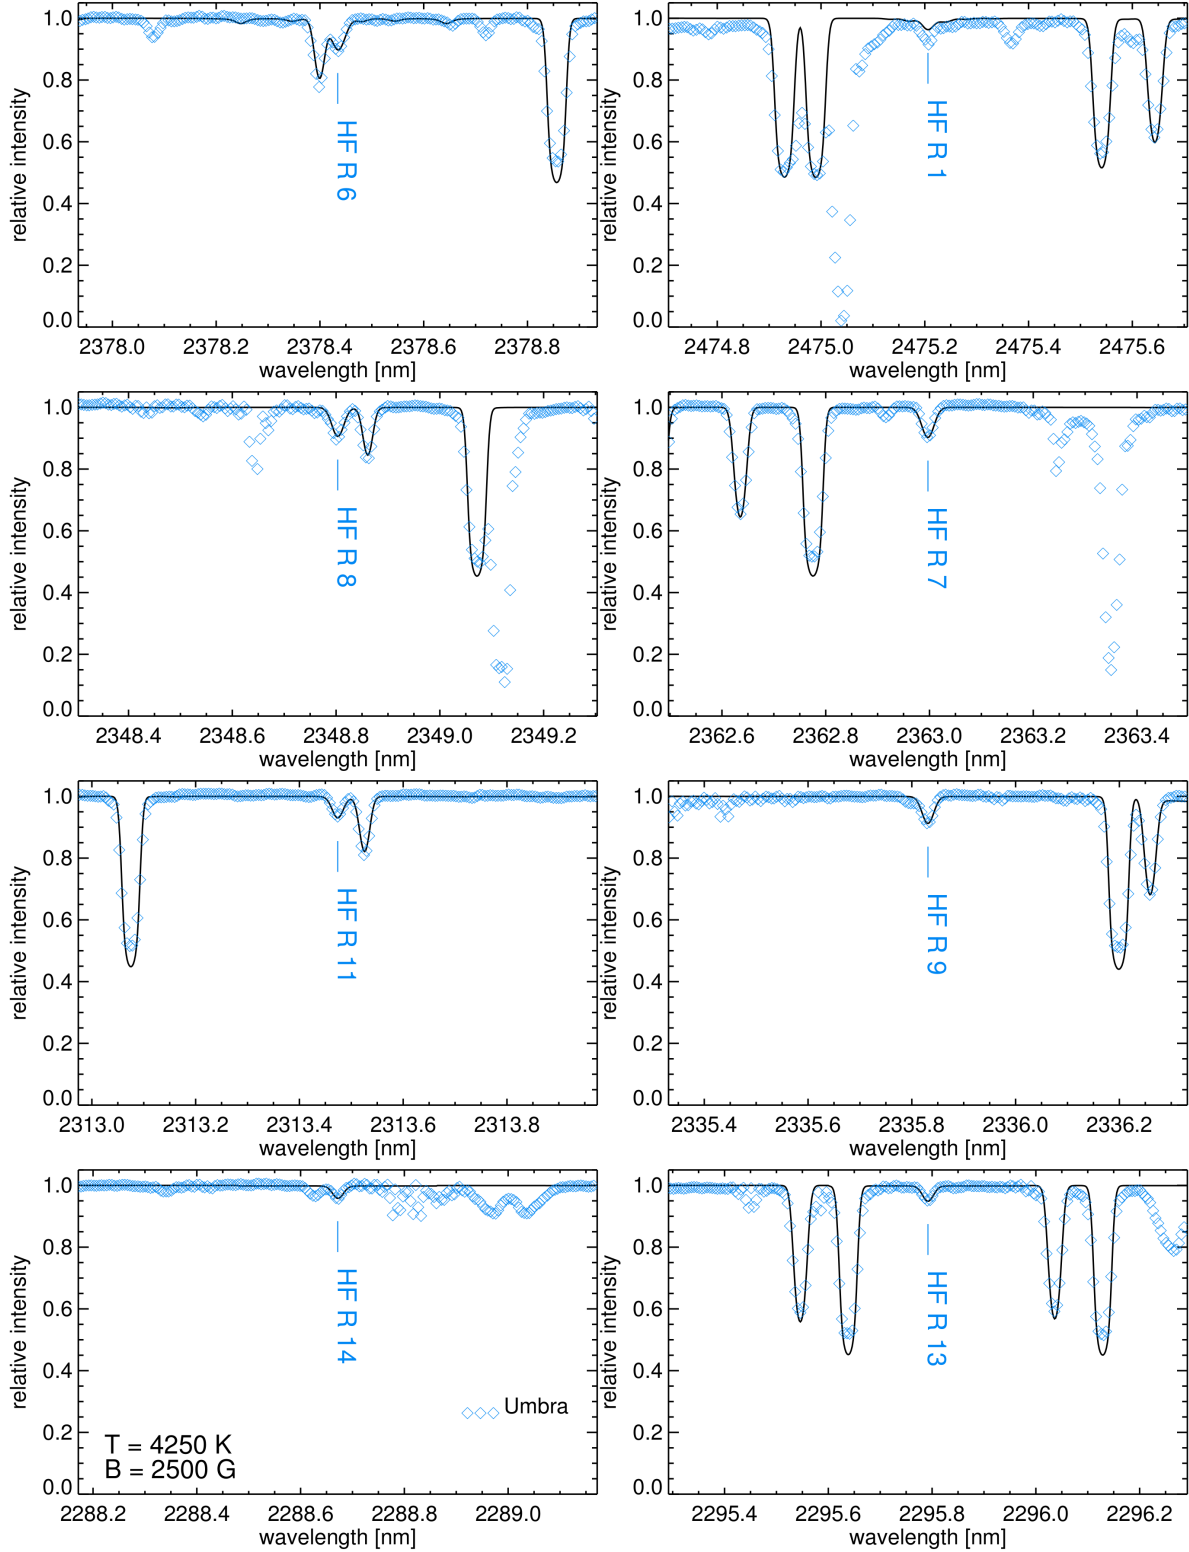 1.0
0.8
0.6
0.4
0.2
0.0
relative intensity
HF R 6
2378.0 2378.2 2378.4 2378.6 2378.8
wavelength [nm]
1.0
0.8
0.6
0.4
0.2
0.0
relative intensity
HF R 1
2474.8 2475.0 2475.2 2475.4 2475.6
wavelength [nm]
1.0
0.8
0.6
0.4
0.2
0.0
relative intensity
HF R 8
2348.4 2348.6 2348.8 2349.0 2349.2
wavelength [nm]
1.0
0.8
0.6
0.4
0.2
0.0
relative intensity
HF R 7
2362.6 2362.8 2363.0 2363.2 2363.4
wavelength [nm]
1.0
0.8
0.6
0.4
0.2
0.0
relative intensity
HF R 11
2313.0 2313.2 2313.4 2313.6 2313.8
wavelength [nm]
1.0
0.8
0.6
0.4
0.2
0.0
relative intensity
HF R 9
2335.4 2335.6 2335.8 2336.0 2336.2
wavelength [nm]
1.0
0.8
0.6
0.4
0.2
0.0
relative intensity
HF R 14
Umbra
T = 4250 K
B = 2500 G
2288.2 2288.4 2288.6 2288.8 2289.0
wavelength [nm]
1.0
0.8
0.6
0.4
0.2
0.0
relative intensity
HF R 13
2295.4 2295.6 2295.8 2296.0 2296.2
wavelength [nm]